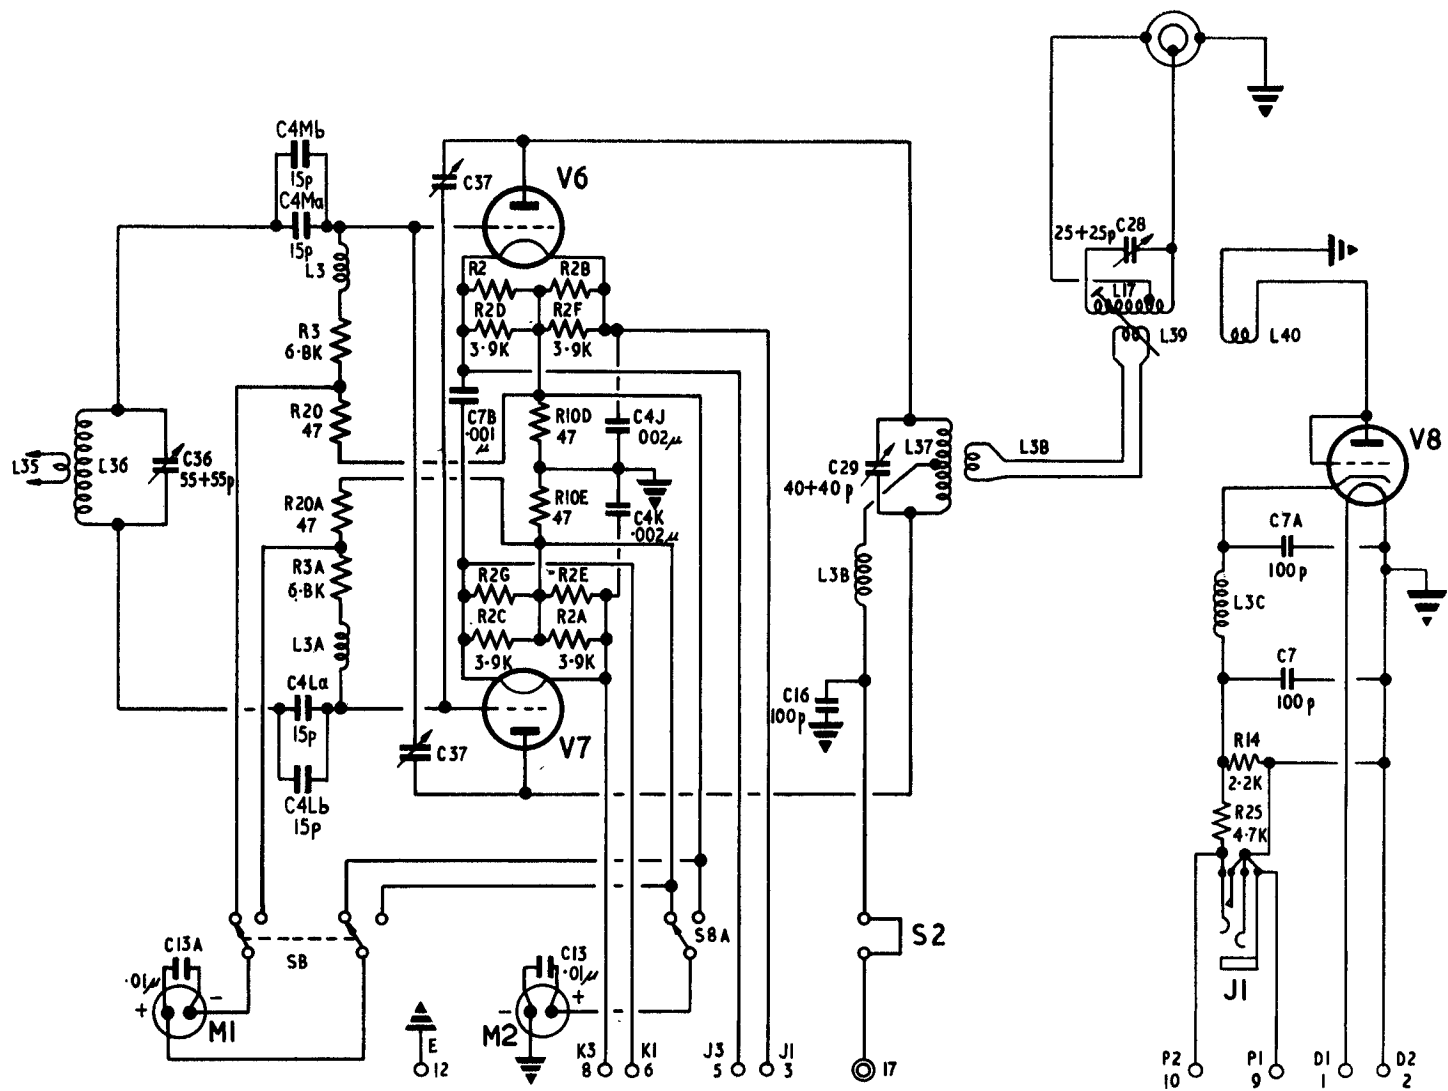 C4Mb
15p
C4Ma
15p
C37
V6
L3
R2
R2B
R2D
R2F
3.9K
3.9K
R3
6.8K
R20
47
C7B
.001
μ
R10D
47
C4J
.002μ
L35
L36
C36
55+55p
R20A
47
R10E
47
C4K
.002μ
R3A
6.8K
R2G
R2E
R2C
R2A
3.9K
3.9K
L3A
C4La
15p
C37
V7
C4Lb
15p
25+25p
C28
L17
L39
L40
C29
40+40p
L37
L3B
L3B
C16
100p
V8
C7A
100p
L3C
C7
100p
R14
2.2K
R25
4.7K
C13A
.01μ
+
-
M1
S8
S8A
C13
.01μ
-
+
M2
S2
J1
E
12
K3
8
K1
6
J3
5
J1
3
17
P2
10
P1
9
D1
1
D2
2